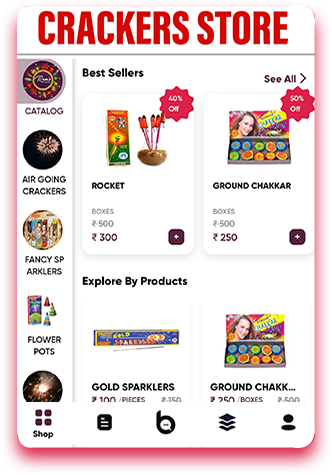 CRACKERS STORE
Best Sellers
See All
CATALOG
AIR GOING
CRACKERS
FANCY SP
ARKLERS
FLOWER
POTS
40%
Off
ROCKET
BOXES
₹ 500
₹ 300
50%
Off
GROUND CHAKKAR
BOXES
₹ 500
₹ 250
Explore By Products
GOLD SPARKLERS
₹ 100 /PIECES ₹ 150
GROUND CHAKK...
₹ 250 /BOXES ₹ 500
Shop